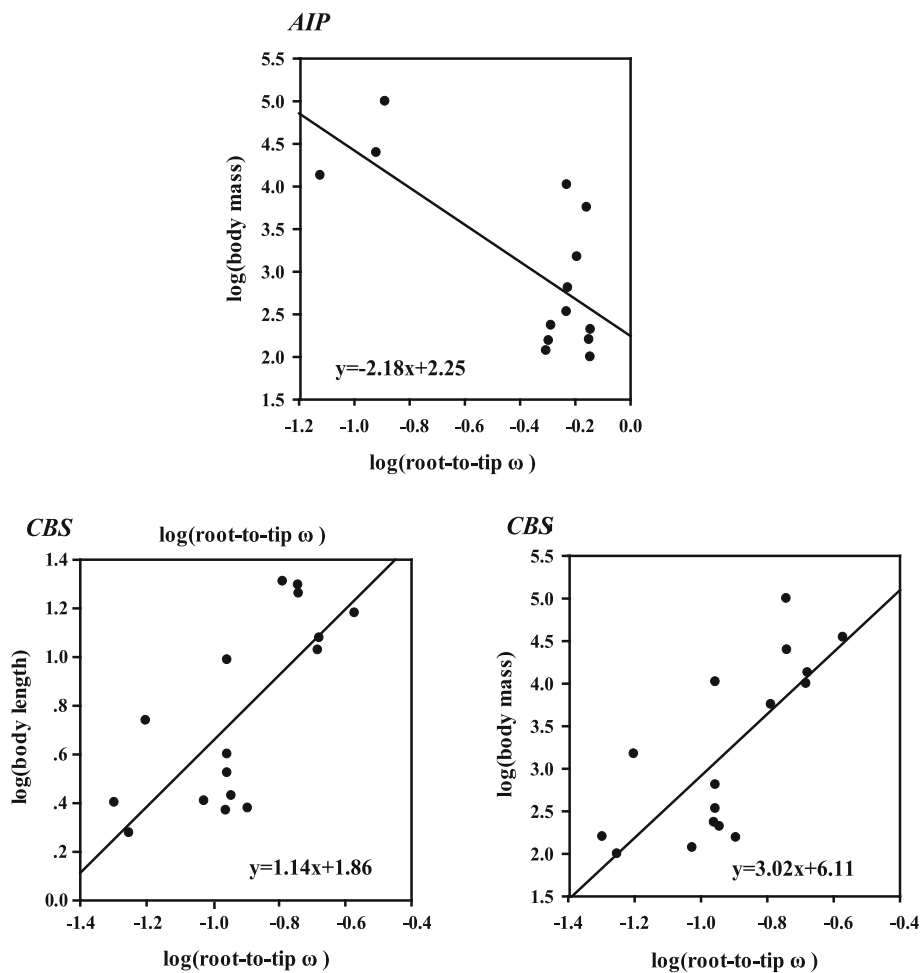 AIP
5.5
5.0
4.5
4.0
3.5
3.0
2.5
2.0
1.5
log(body mass)
y=-2.18x+2.25
-1.2 -1.0 -0.8 -0.6 -0.4 -0.2 0.0
log(root-to-tip ω )
CBS
log(root-to-tip ω )
1.4
1.2
1.0
.8
.6
.4
.2
0.0
log(body length)
y=1.14x+1.86
-1.4 -1.2 -1.0 -0.8 -0.6 -0.4
log(root-to-tip ω )
CBS
5.5
5.0
4.5
4.0
3.5
3.0
2.5
2.0
1.5
log(body mass)
y=3.02x+6.11
-1.4 -1.2 -1.0 -0.8 -0.6 -0.4
log(root-to-tip ω )